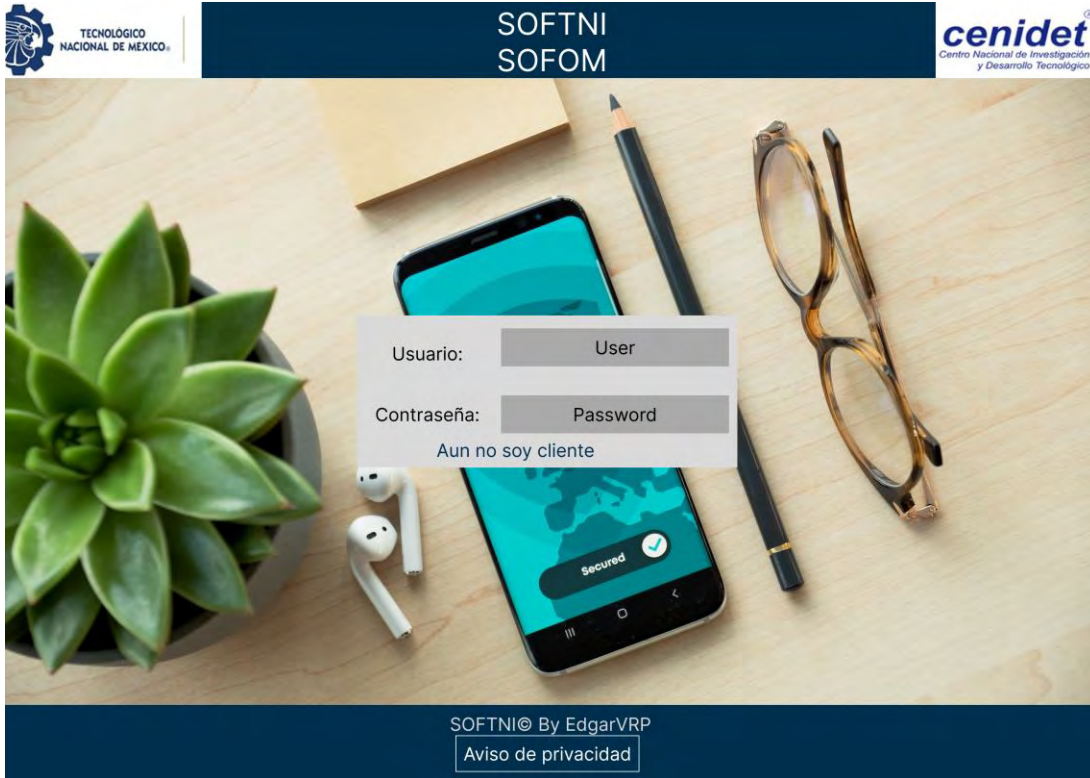 TECNOLÓGICO
NACIONAL DE MÉXICO®
SOFTNI
SOFOM
cenidet®
Centro Nacional de Investigación
y Desarrollo Tecnológico
Usuario: User
Contraseña: Password
Aun no soy cliente
Secured
SOFTNI© By EdgarVRP
Aviso de privacidad